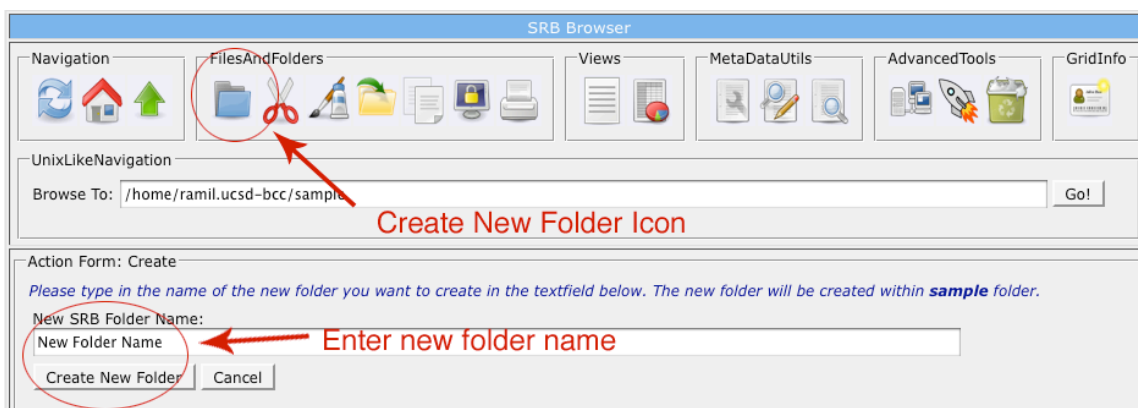 SRB Browser
Navigation FilesAndFolders Views MetaDataUtils AdvancedTools GridInfo
UnixLikeNavigation
Browse To: /home/ramil.ucsd-bcc/sample Go!
Create New Folder Icon
Action Form: Create
Please type in the name of the new folder you want to create in the textfield below. The new folder will be created within sample folder.
New SRB Folder Name:
New Folder Name
Enter new folder name
Create New Folder Cancel